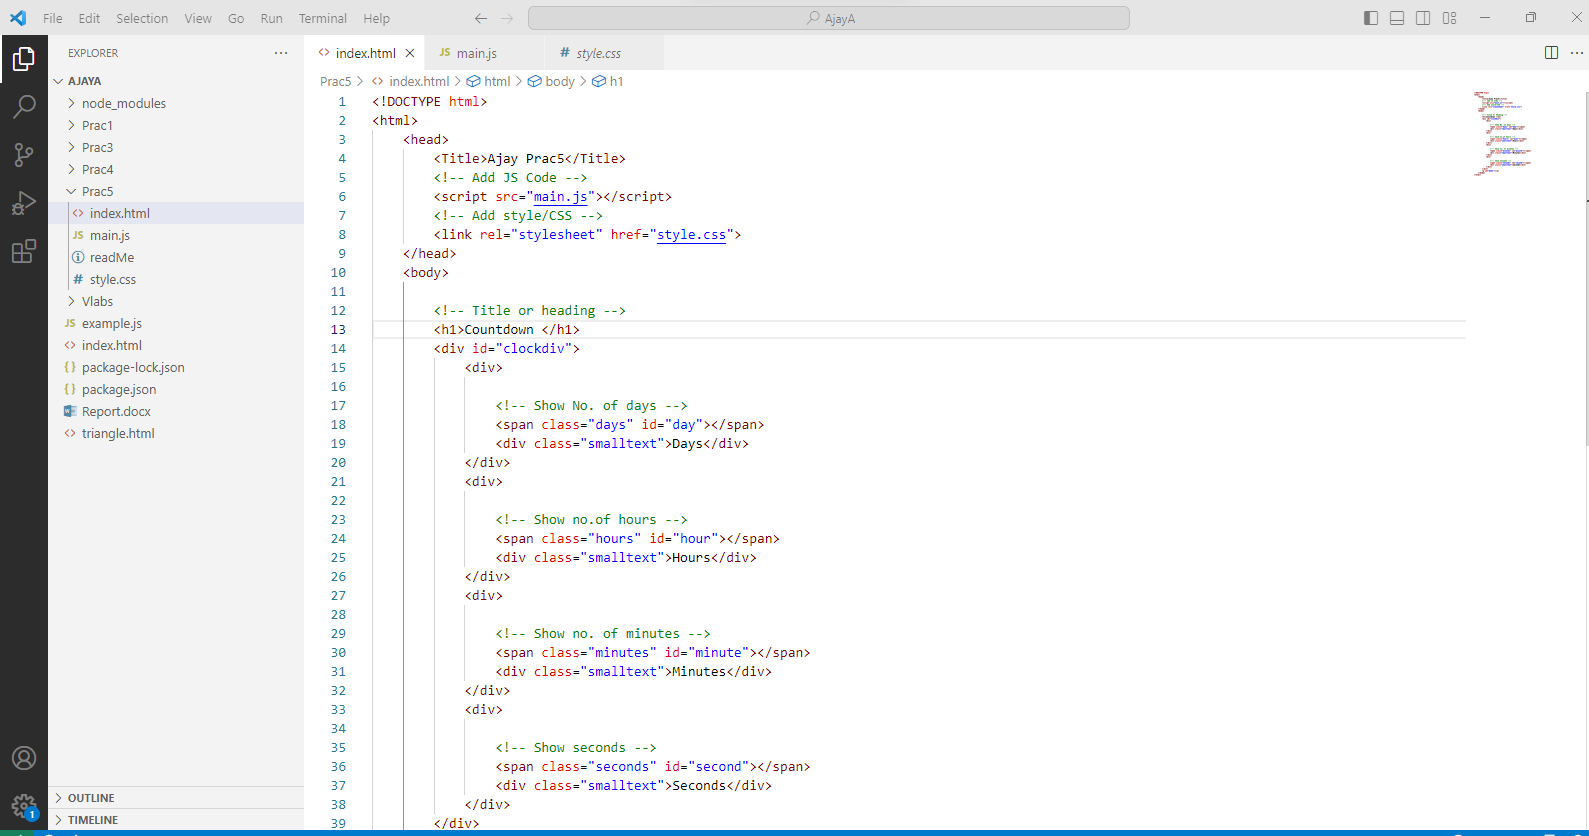 File Edit Selection View Go Run Terminal Help
AjayA
EXPLORER
AJAYA
node_modules
Prac1
Prac3
Prac4
Prac5
index.html
main.js
readMe
style.css
Vlabs
example.js
index.html
package-lock.json
package.json
Report.docx
triangle.html
OUTLINE
TIMELINE
1
index.html
JS main.js
# style.css
Prac5 > index.html > html > body > h1
1 <!DOCTYPE html>
2 <html>
3 <head>
4 <Title>Ajay Prac5</Title>
5 <!-- Add JS Code -->
6 <script src="main.js"></script>
7 <!-- Add style/CSS -->
8 <link rel="stylesheet" href="style.css">
9 </head>
10 <body>
11
12 <!-- Title or heading -->
13 <h1>Countdown </h1>
14 <div id="clockdiv">
15 <div>
16
17 <!-- Show No. of days -->
18 <span class="days" id="day"></span>
19 <div class="smalltext">Days</div>
20 </div>
21 <div>
22
23 <!-- Show no.of hours -->
24 <span class="hours" id="hour"></span>
25 <div class="smalltext">Hours</div>
26 </div>
27 <div>
28
29 <!-- Show no. of minutes -->
30 <span class="minutes" id="minute"></span>
31 <div class="smalltext">Minutes</div>
32 </div>
33 <div>
34
35 <!-- Show seconds -->
36 <span class="seconds" id="second"></span>
37 <div class="smalltext">Seconds</div>
38 </div>
39 </div>